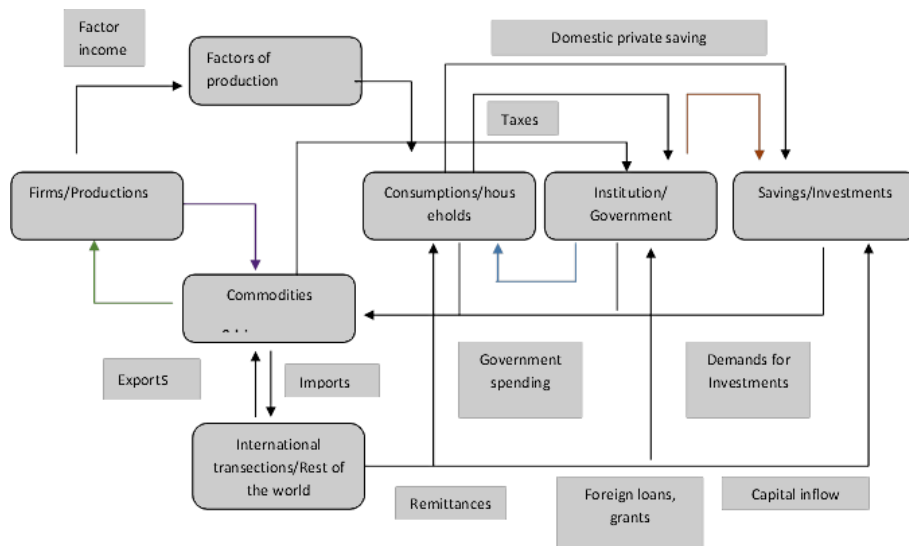 Factor
income
Domestic private saving
Factors of
production
Taxes
Firms/Productions
Consumptions/hous
eholds
Institution/
Government
Savings/Investments
Commodities
Exports
Imports
Government
spending
Demands for
Investments
International
transections/Rest of
the world
Remittances
Foreign loans,
grants
Capital inflow